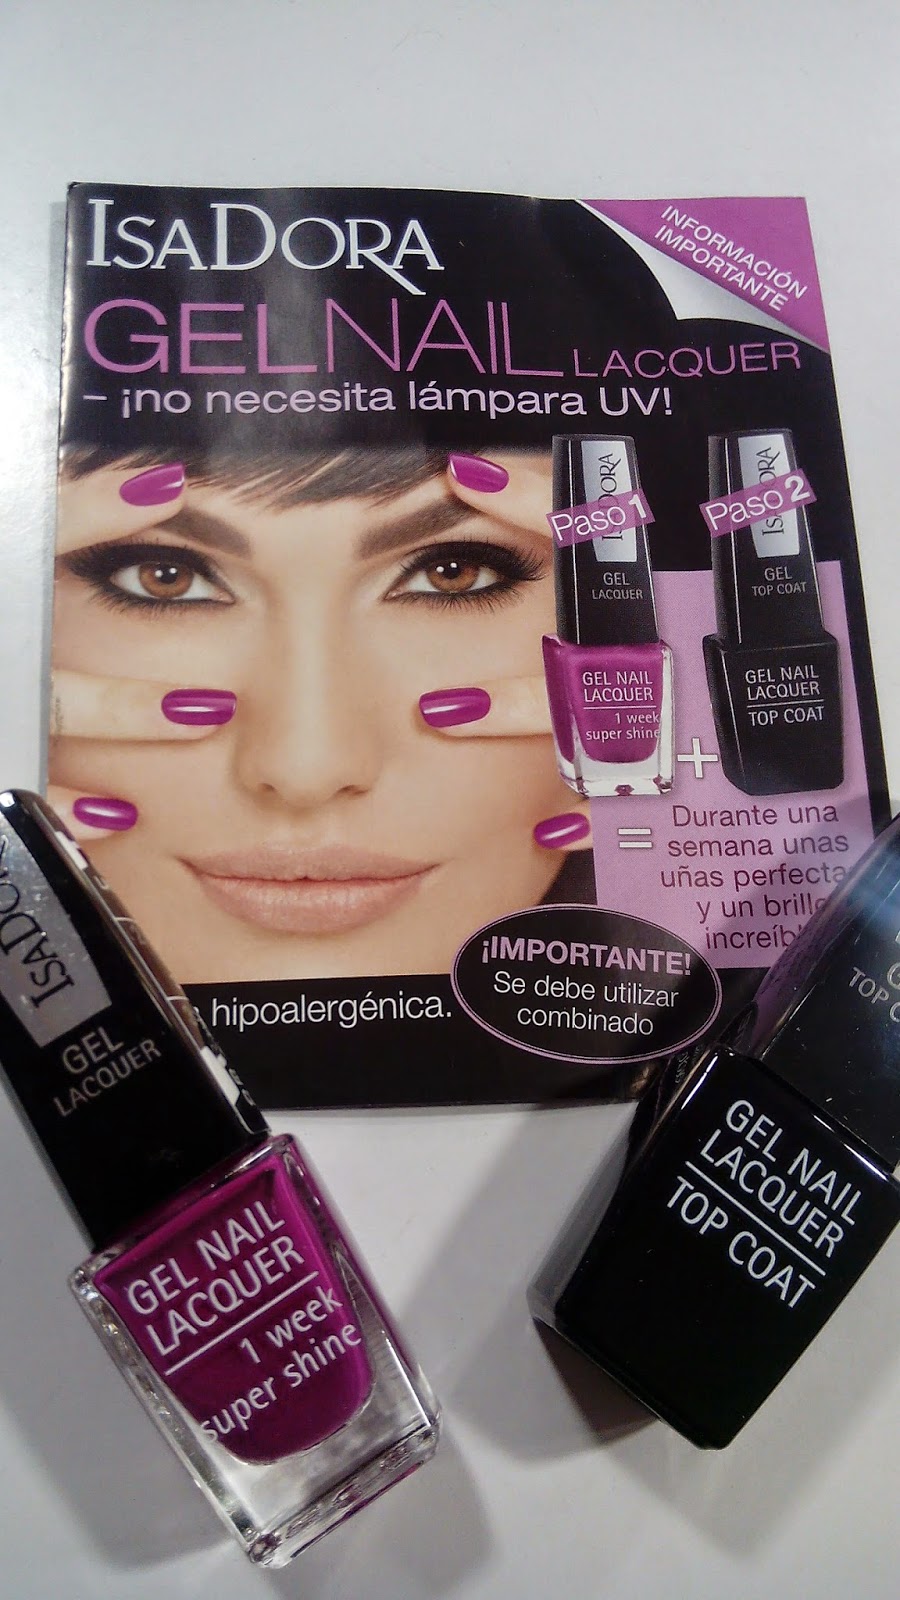 ISADORA
GELNAIL LACQUER
– ¡no necesita lámpara UV!
INFORMACIÓN
IMPORTANTE
Paso 1
ISADORA
GEL
LACQUER
GEL NAIL
LACQUER
1 week
super shine
+
Paso 2
ISADORA
GEL
TOP COAT
GEL NAIL
LACQUER
TOP COAT
=
Durante una
semana unas
uñas perfecta
y un brillo
increíb
hipoalergénica.
¡IMPORTANTE!
Se debe utilizar
combinado
ISADORA
GEL
LACQUER
GEL NAIL
LACQUER
1 week
super shine
TOP C
GEL NAIL
LACQUER
TOP COAT